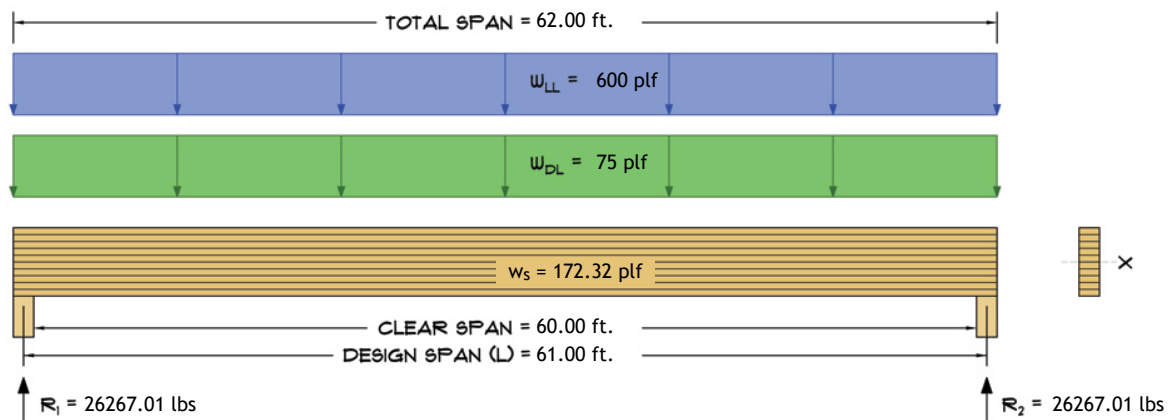 TOTAL SPAN = 62.00 ft.
wLL = 600 plf
wDL = 75 plf
ws = 172.32 plf
X
CLEAR SPAN = 60.00 ft.
DESIGN SPAN (L) = 61.00 ft.
R1 = 26267.01 lbs
R2 = 26267.01 lbs